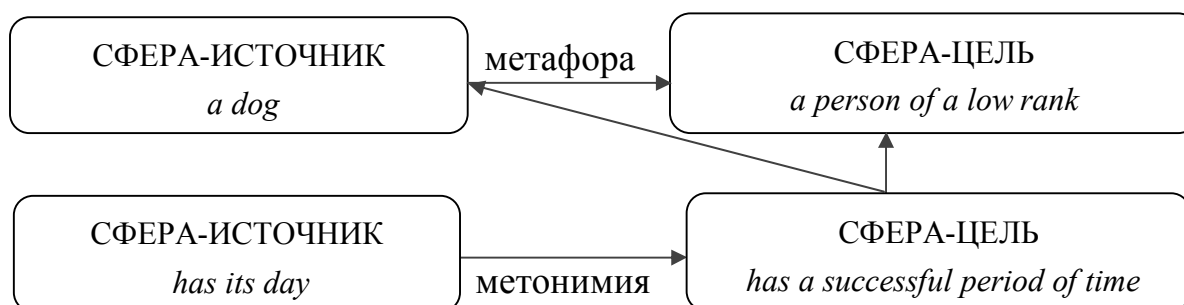 СФЕРА-ИСТОЧНИК
a dog
метафора
СФЕРА-ЦЕЛЬ
a person of a low rank
СФЕРА-ИСТОЧНИК
has its day
метонимия
СФЕРА-ЦЕЛЬ
has a successful period of time